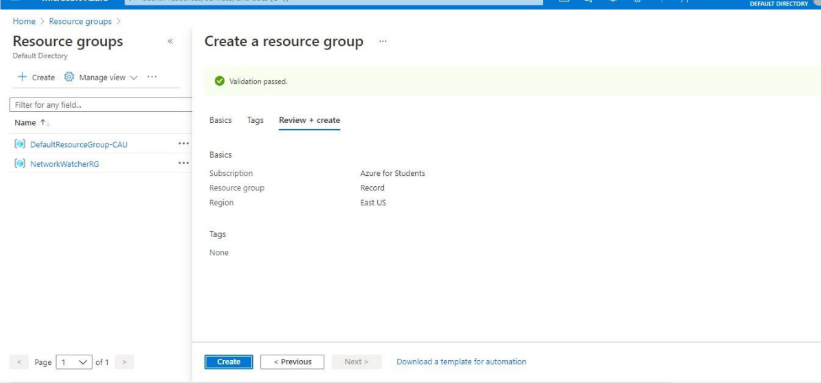 DEFAULT DIRECTORY
Home > Resource groups >
Resource groups
«
Default Directory
+ Create
Manage view
...
Filter for any field...
Name ↑↓
DefaultResourceGroup-CAU
...
NetworkWatcherRG
...
< Page 1 of 1 >
Create a resource group ...
Validation passed.
Basics Tags Review + create
Basics
Subscription Azure for Students
Resource group Record
Region East US
Tags
None
Create < Previous Next > Download a template for automation